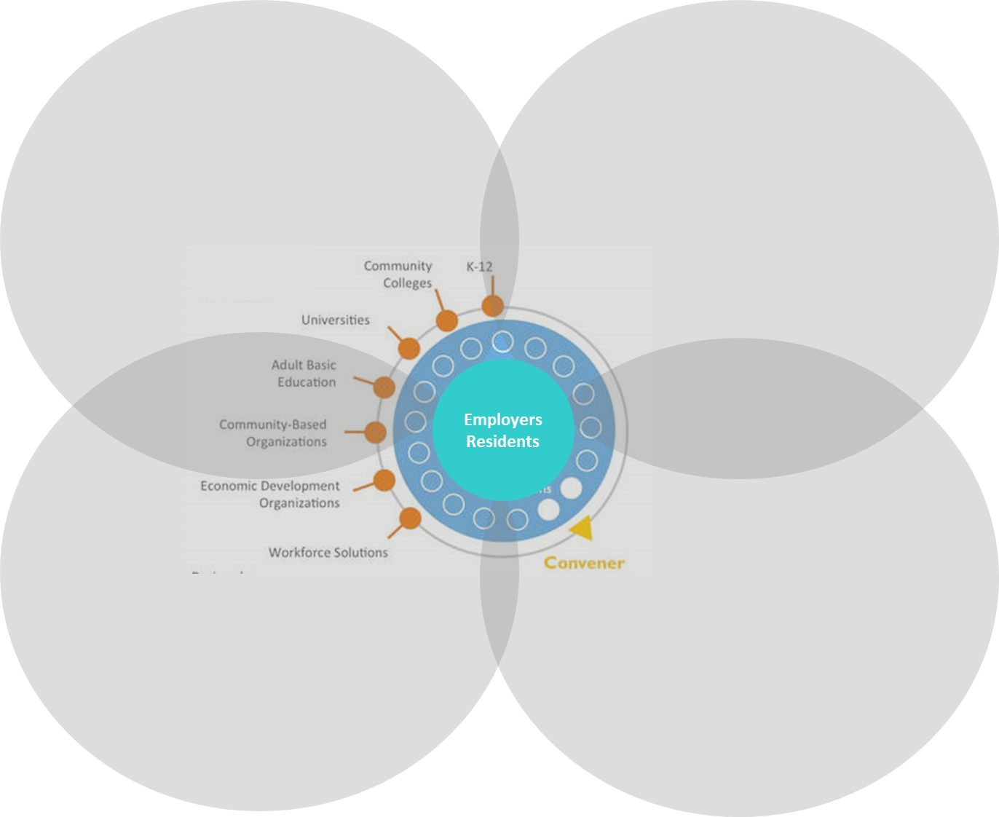 Community
Colleges
K-12
Universities
Adult Basic
Education
Community-Based
Organizations
Employers
Residents
Economic Development
Organizations
Workforce Solutions
Convener